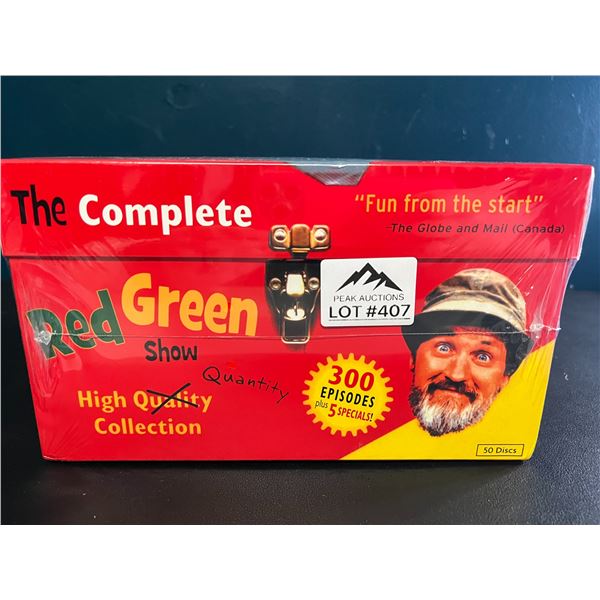 The Complete
"Fun from the start"
-The Globe and Mail (Canada)
PEAK AUCTIONS
LOT #407
Red Green
Show
Quantity
High Quality
Collection
300
EPISODES
plus 5 SPECIALS!
50 Discs